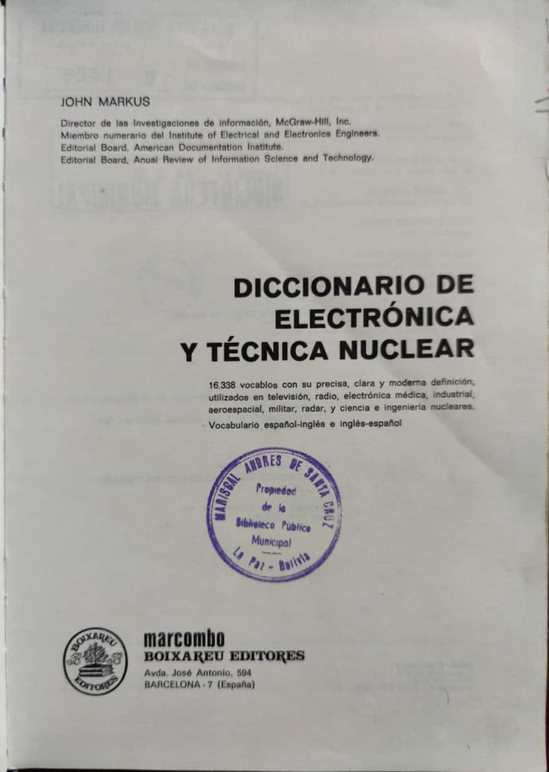 JOHN MARKUS
Director de las Investigaciones de información, McGraw-Hill, Inc.
Miembro numerario del Institute of Electrical and Electronics Engineers.
Editorial Board, American Documentation Institute.
Editorial Board, Anual Review of Information Science and Technology.
DICCIONARIO DE
ELECTRÓNICA
Y TÉCNICA NUCLEAR
16.338 vocablos con su precisa, clara y moderna definición,
utilizados en televisión, radio, electrónica médica, industrial,
aeroespacial, militar, radar, y ciencia e ingeniería nucleares.
Vocabulario español-inglés e inglés-español
MARISCAL ANDRES DE SANTA CRUZ
Propiedad
de la
Biblioteca Pública
Municipal
La Paz - Bolivia
BOIXAREU
EDITORES
marcombo
BOIXAREU EDITORES
Avda. José Antonio, 594
BARCELONA - 7 (España)